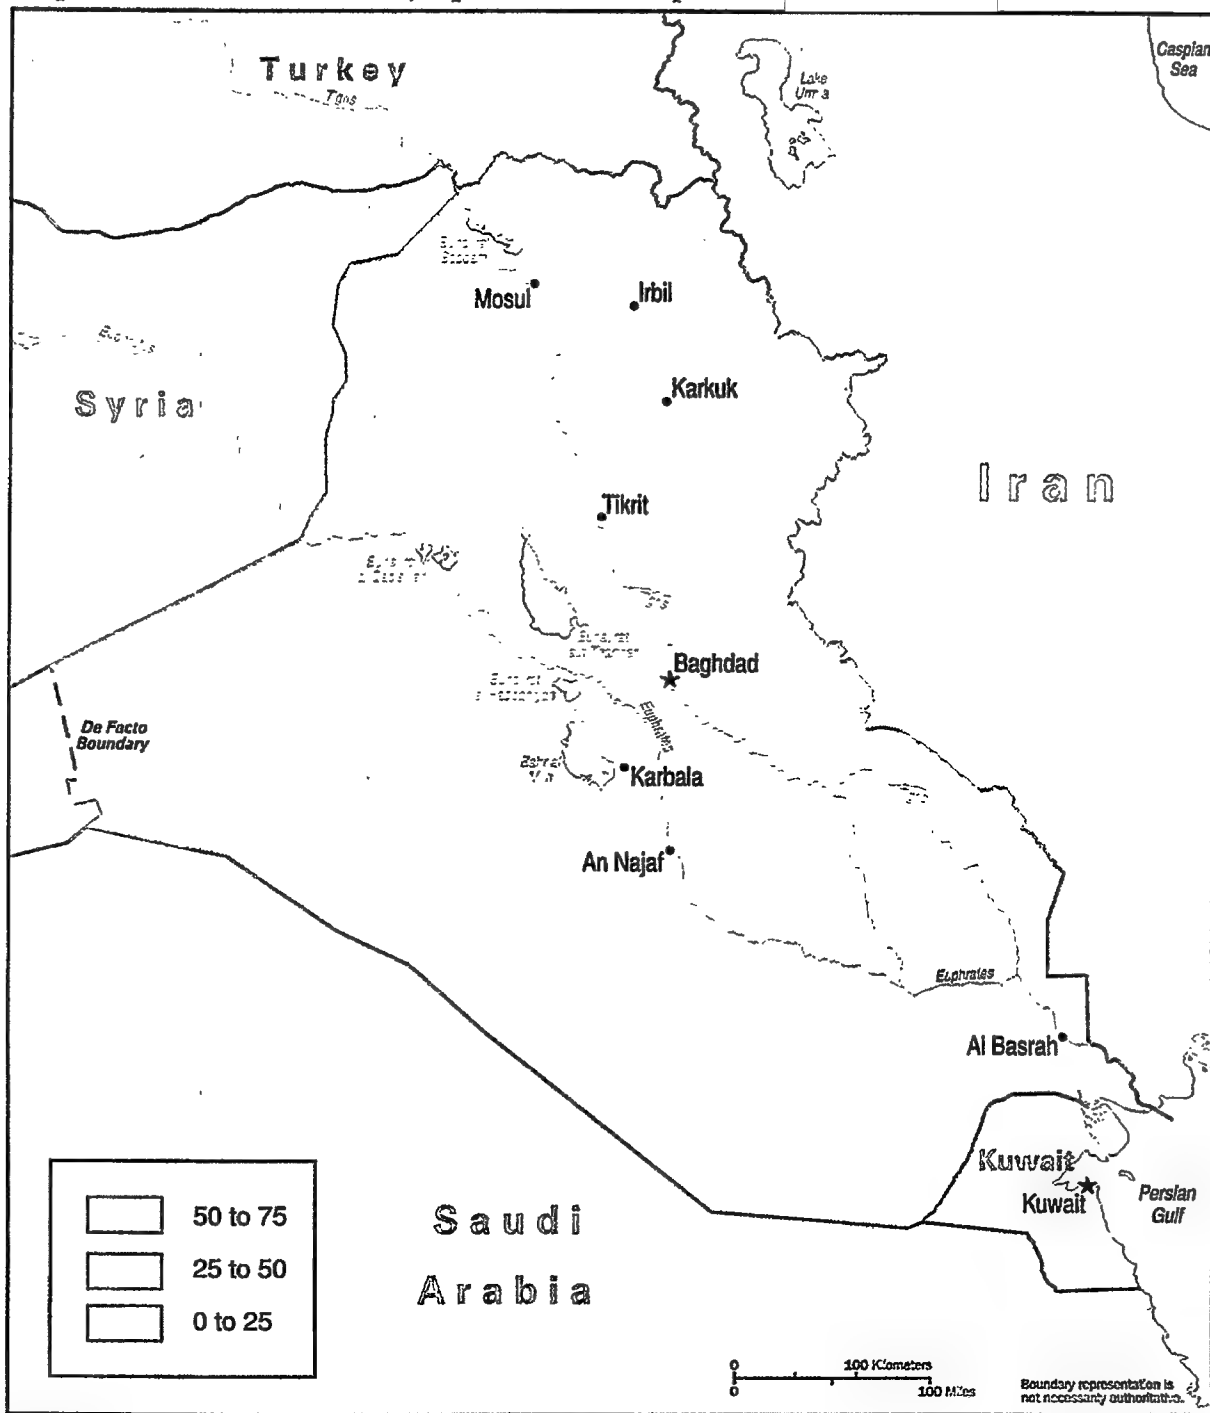 Turkey
Caspian
Sea
Lake
Mosul
Irbil
Karkuk
Syria
Iran
Tikrit
Baghdad
Euphrates
De Facto
Boundary
Karbala
An Najaf
Euphrates
Al Basrah
Kuwait
Kuwait
Persian
Gulf
50 to 75
25 to 50
0 to 25
Saudi
Arabia
0 100 Kilometers
0 100 Miles
Boundary representation is
not necessarily authoritative.